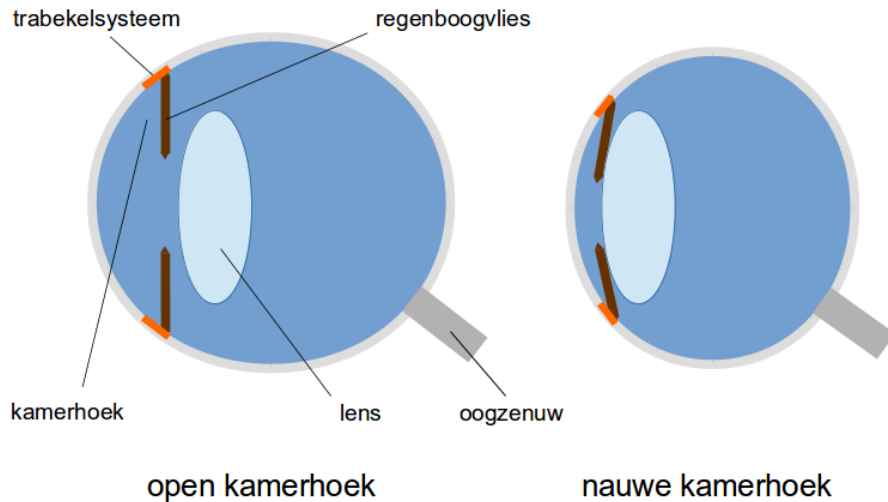 trabekelsysteem
regenboogvlies
kamerhoek
lens
oogzenuw
open kamerhoek
nauwe kamerhoek